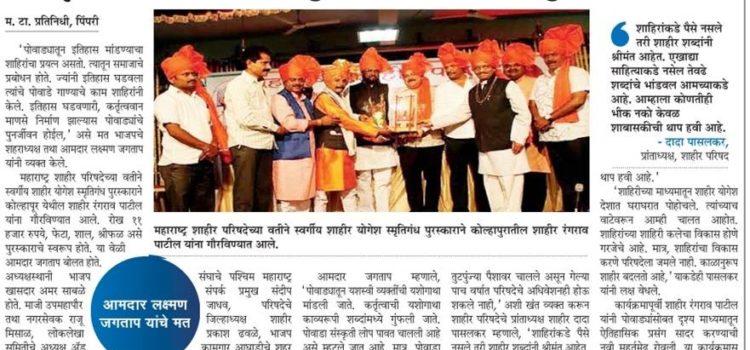 म. टा. प्रतिनिधी, पिंपरी
'पोवाड्यातून इतिहास मांडण्याचा
शाहिरांचा प्रयत्न असतो. त्यातून समाजाचे
प्रबोधन होते. ज्यांनी इतिहास घडवला
त्यांचे पोवाडे गाण्याचे काम शाहिरांनी
केले. इतिहास घडवणारी, कर्तृत्ववान
माणसे निर्माण झाल्यास पोवाड्यांचे
पुनर्जीवन होईल,' असे मत भाजपचे
शहराध्यक्ष तथा आमदार लक्ष्मण जगताप
यांनी व्यक्त केले.
महाराष्ट्र शाहीर परिषदेच्या वतीने
स्वर्गीय शाहीर योगेश स्मृतिगंध पुरस्काराने
कोल्हापूर येथील शाहीर रंगराव पाटील
यांना गौरविण्यात आले. रोख ११
हजार रुपये, फेटा, शाल, श्रीफळ असे
पुरस्काराचे स्वरूप होते. या वेळी
आमदार जगताप बोलत होते.
अध्यक्षस्थानी भाजप
खासदार अमर साबळे
होते. माजी उपमहापौर
तथा नगरसेवक राजू
मिसाळ, लोकलेखा
समितीचे अध्यक्ष अँड
महाराष्ट्र शाहीर परिषदेच्या वतीने स्वर्गीय शाहीर योगेश स्मृतिगंध पुरस्काराने कोल्हापुरातील शाहीर रंगराव
पाटील यांना गौरविण्यात आले.
आमदार लक्ष्मण
जगताप यांचे मत
संघाचे पश्चिम महाराष्ट्र
संपर्क प्रमुख संदीप
जाधव, परिषदेचे
जिल्हाध्यक्ष शाहीर
प्रकाश ढवळे, भाजप
कामगार आघाडीचे शहर
आमदार जगताप म्हणाले,
'पोवाड्यातून यशस्वी व्यक्तींची यशोगाथा
मांडली जाते. कर्तृत्वाची यशोगाथा
काव्यरूपी शब्दांमध्ये गुंफली जाते.
पोवाडा संस्कृती लोप पावत चालली आहे
असे म्हटले जात आहे. मात्र, पोवाडा
तुटपुंज्या पैशावर चालले असून गेल्या
पाच वर्षात परिषदेचे अधिवेशनही होऊ
शकले नाही,' अशी खंत व्यक्त करून
शाहीर परिषदेचे प्रांताध्यक्ष शाहीर दादा
पासलकर म्हणाले, 'शाहिरांकडे पैसे
नसले तरी शाहीर शब्दांनी श्रीमंत आहेत.
शाहिरांकडे पैसे नसले
तरी शाहीर शब्दांनी
श्रीमंत आहेत. एखाद्या
साहित्याकडे नसेल तेवढे
शब्दांचे भांडवल आमच्याकडे
आहे. आम्हाला कोणतीही
भीक नको केवळ
शाबासकीची थाप हवी आहे.
- दादा पासलकर,
प्रांताध्यक्ष, शाहीर परिषद
थाप हवी आहे.'
'शाहिरीच्या माध्यमातून शाहीर योगेश
देशात घराघरात पोहोचले. त्यांच्याच
वाटेवरून आम्ही चालत आहोत.
शाहिरांच्या शाहिरी कलेचा विकास होणे
गरजेचे आहे. मात्र, शाहिरांचा विकास
करणे परिषदेला जमले नाही. काळानुरूप
शाहीर बदलतो आहे,' याकडेही पासलकर
यांनी लक्ष वेधले.
कार्यक्रमापूर्वी शाहीर रंगराव पाटील
यांनी पोवाड्यांसोबत दृश्य माध्यमातून
ऐतिहासिक प्रसंग सादर करण्याची
नवी मुहूर्तमेढ रोवली. या कार्यक्रमास